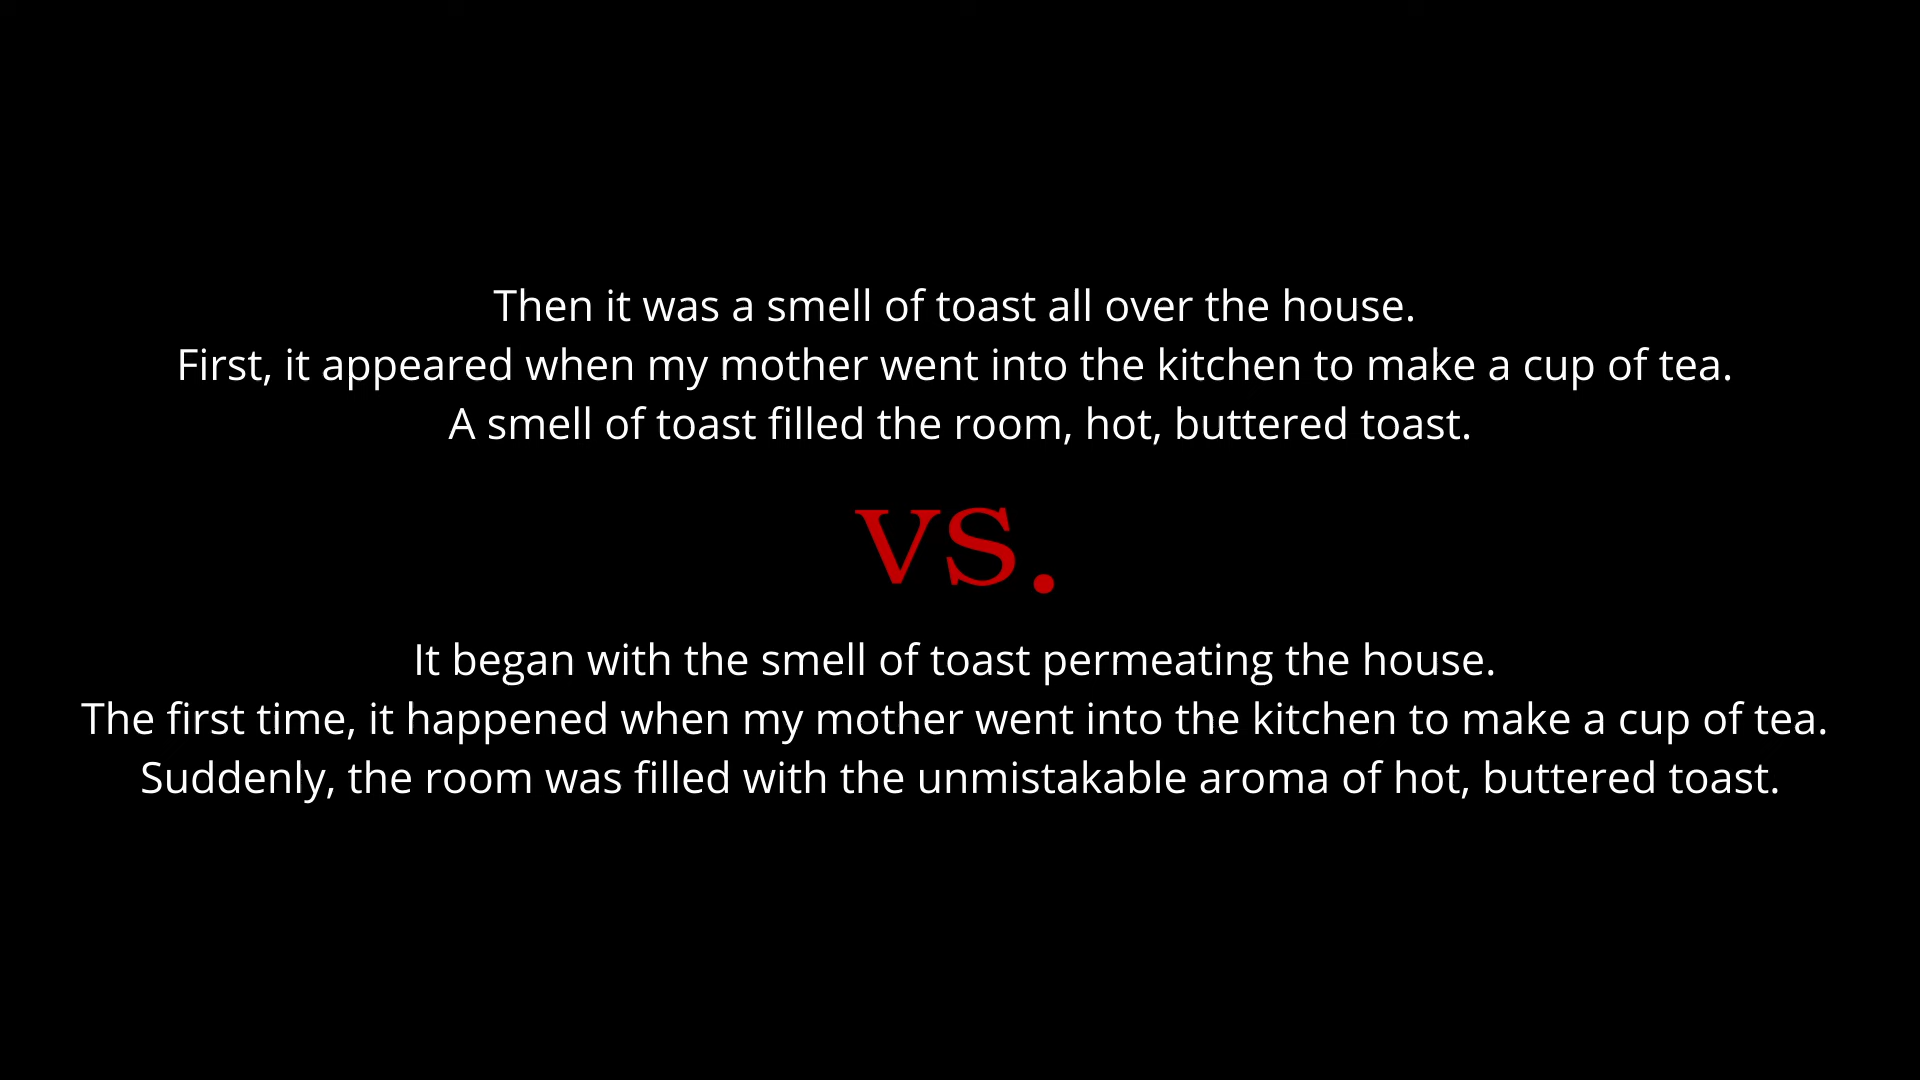 Then it was a smell of toast all over the house.
First, it appeared when my mother went into the kitchen to make a cup of tea.
A smell of toast filled the room, hot, buttered toast.
vs.
It began with the smell of toast permeating the house.
The first time, it happened when my mother went into the kitchen to make a cup of tea.
Suddenly, the room was filled with the unmistakable aroma of hot, buttered toast.